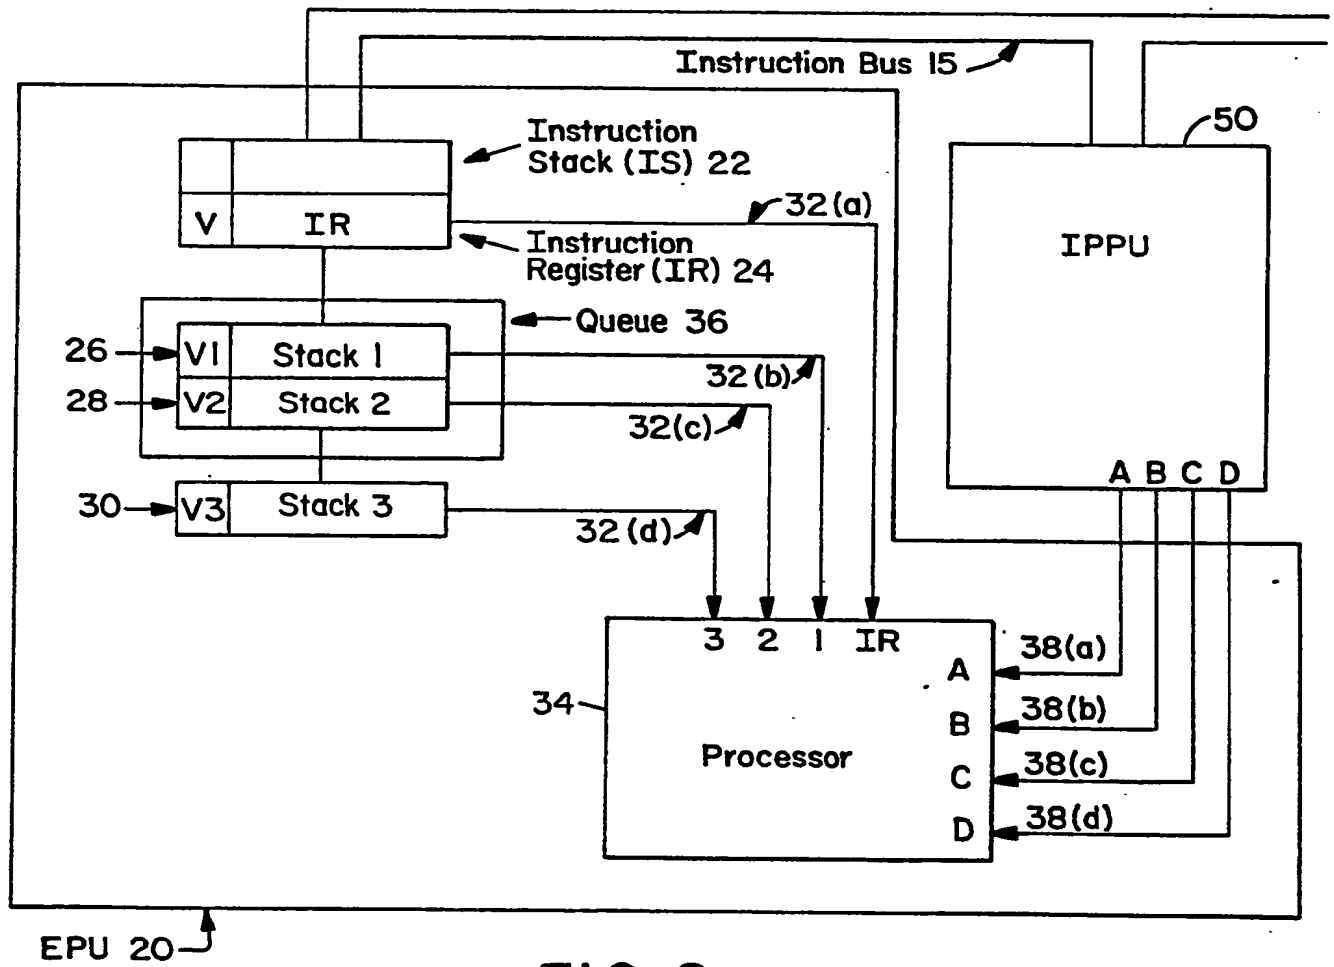 Instruction Bus 15
50
Instruction
Stack (IS) 22
32(a)
V IR
IPPU
Instruction
Register (IR) 24
Queue 36
26
V1 Stack 1
32(b)
28
V2 Stack 2
32(c)
A B C D
30
V3 Stack 3
32(d)
3 2 1 IR
38(a)
A
34
38(b)
B
Processor
38(c)
C
38(d)
D
EPU 20